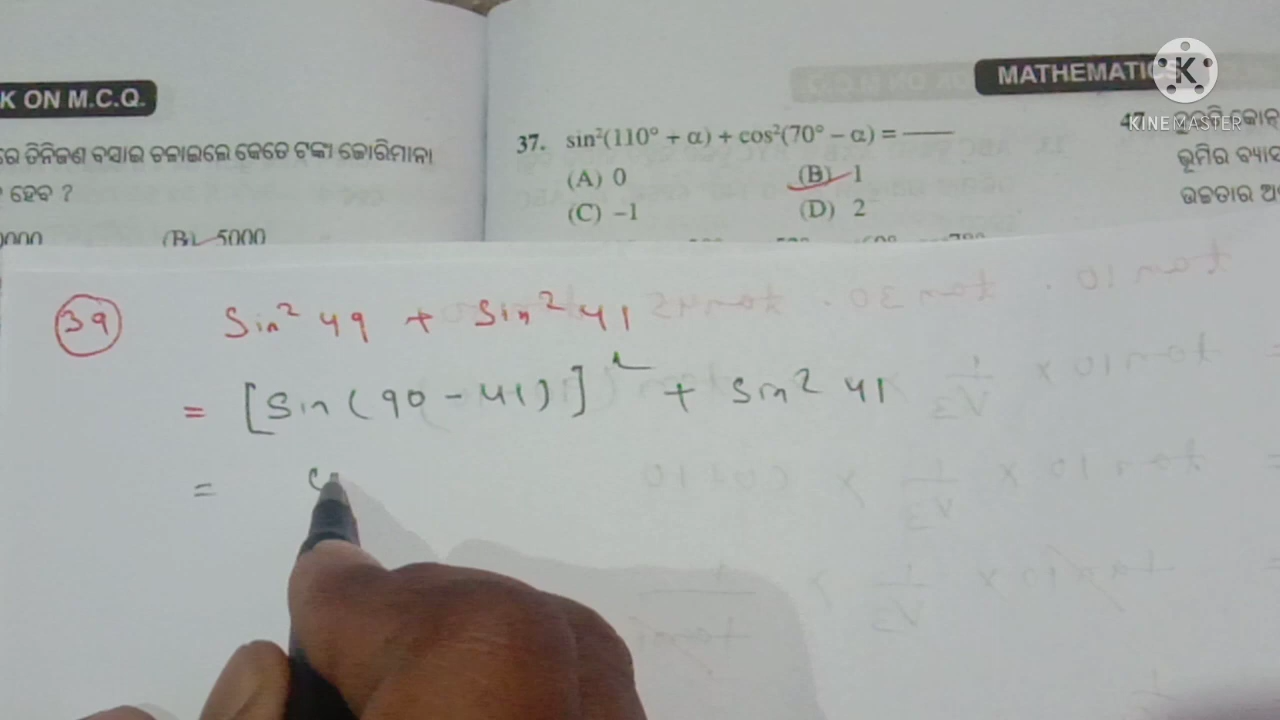 K ON M.C.Q.
ରେ ତିନିଜଣ ବସାଇ ଚଳାଇଲେ କେତେ ଟଙ୍କା ଜୋରିମାନା
ହେବ ?
(B) 5000
MATHEMATICS
K
KINEMASTER
37. sin²(110° + α) + cos²(70° − α) = ——
(A) 0 (B) 1
(C) −1 (D) 2
ଭୂମିର ବ୍ୟାସ
ଉଚ୍ଚତାର ଅ
39 Sin² 49 + Sin² 41
= [Sin (90 - 41)]² + Sin² 41
=